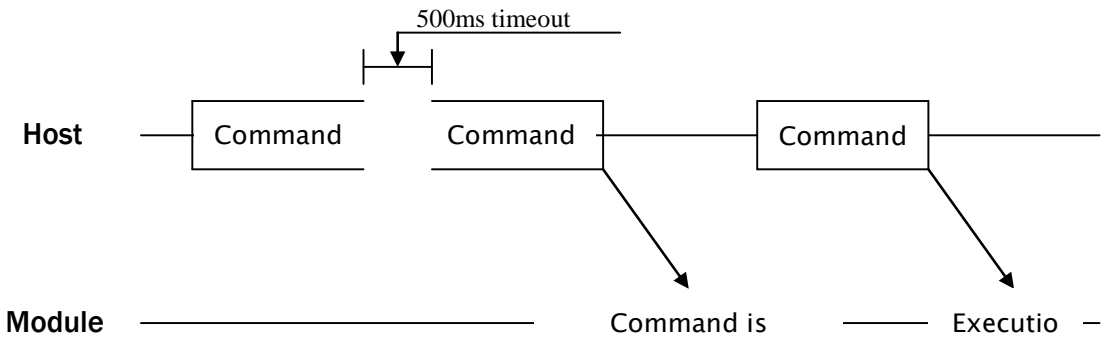 500ms timeout
Host Command Command Command
Module Command is Executio